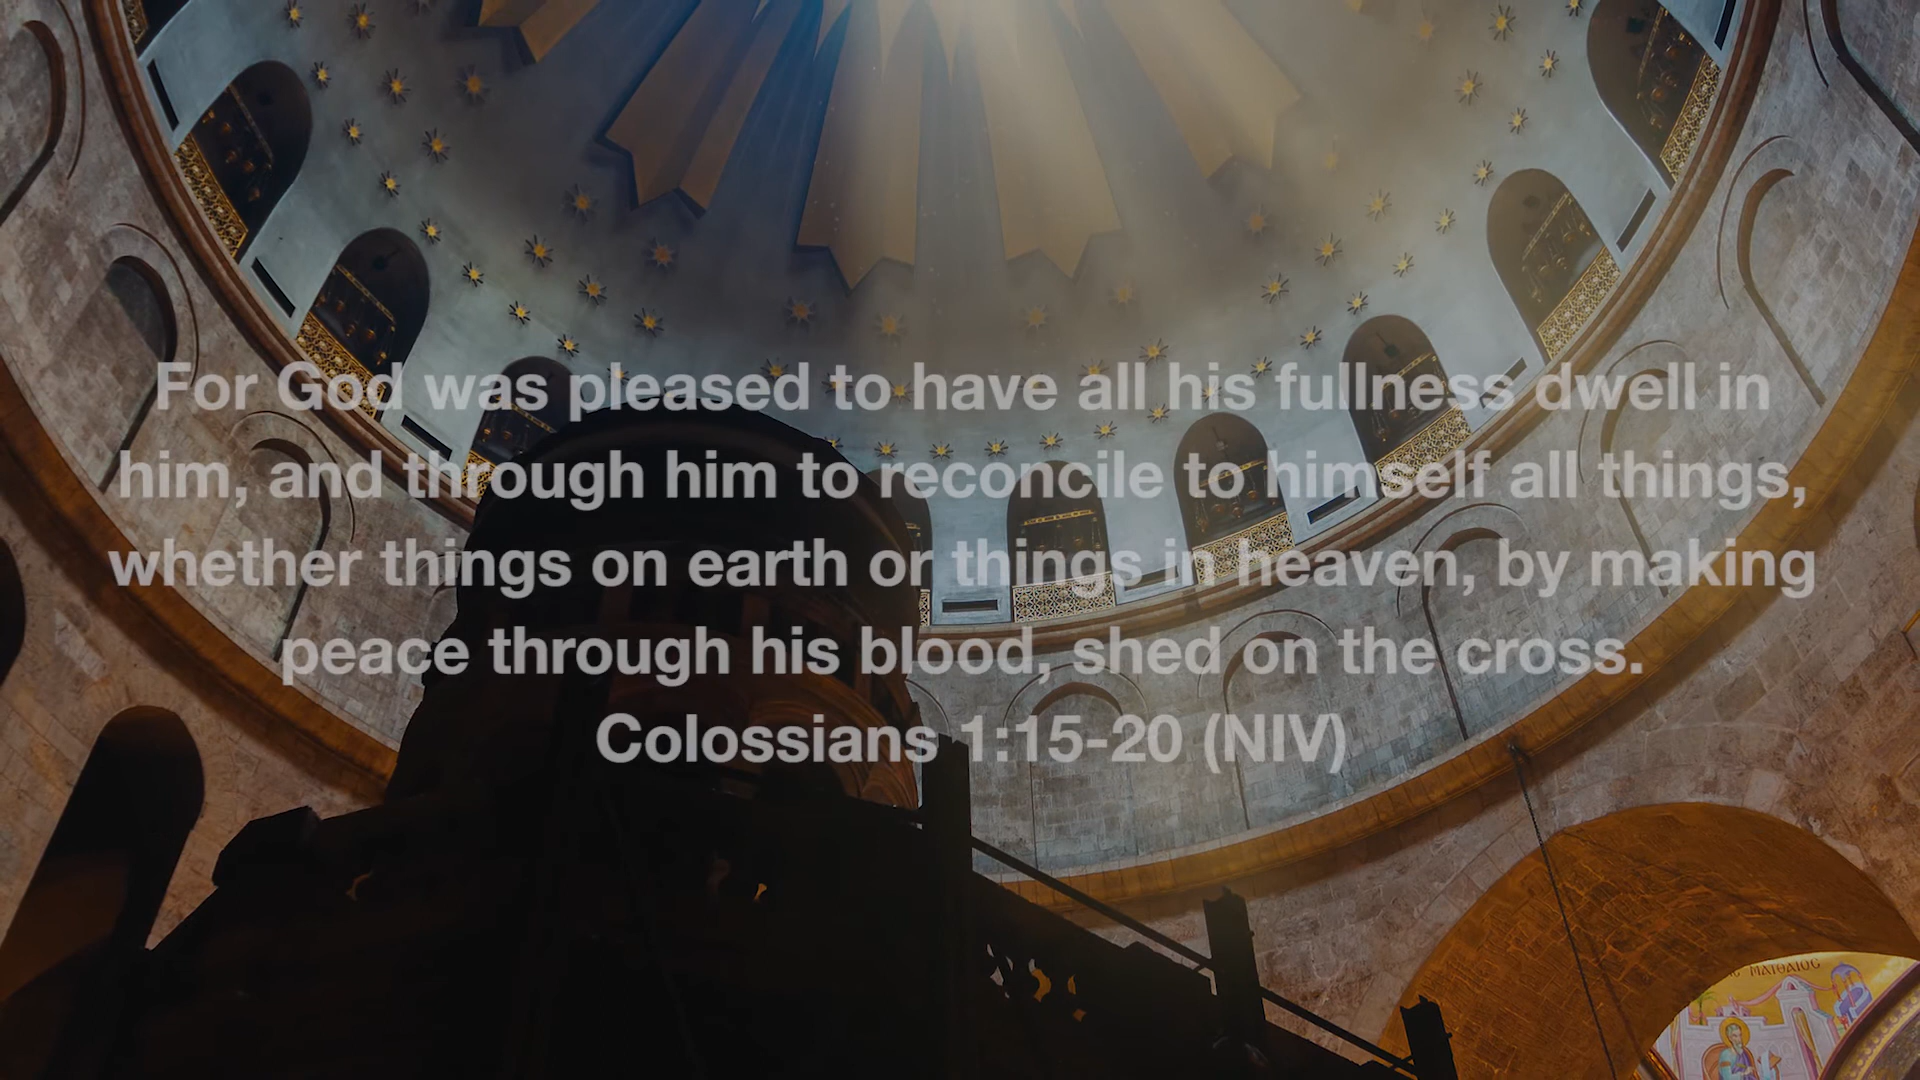 For God was pleased to have all his fullness dwell in
him, and through him to reconcile to himself all things,
whether things on earth or things in heaven, by making
peace through his blood, shed on the cross.
Colossians 1:15-20 (NIV)
ΜΑΤΘΑΙΟC